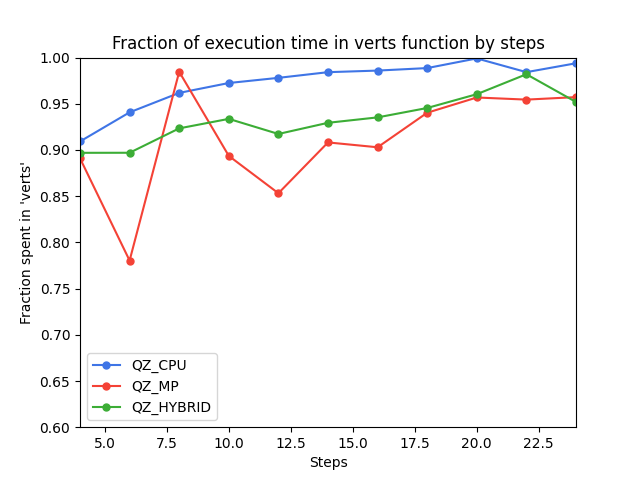 Fraction of execution time in verts function by steps
1.00
0.95
0.90
0.85
0.80
0.75
0.70
0.65
0.60
Fraction spent in 'verts'
QZ_CPU
QZ_MP
QZ_HYBRID
5.0 7.5 10.0 12.5 15.0 17.5 20.0 22.5
Steps